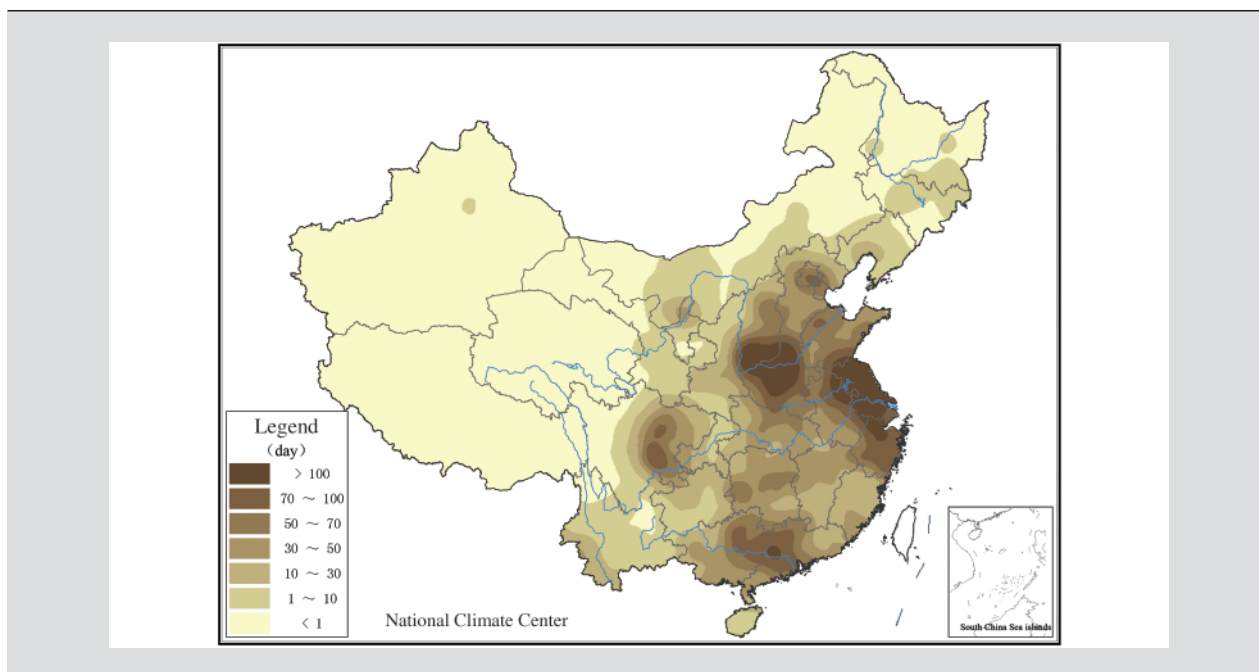 Legend
(day)
> 100
70 ~ 100
50 ~ 70
30 ~ 50
10 ~ 30
1 ~ 10
< 1
National Climate Center
South China Sea islands